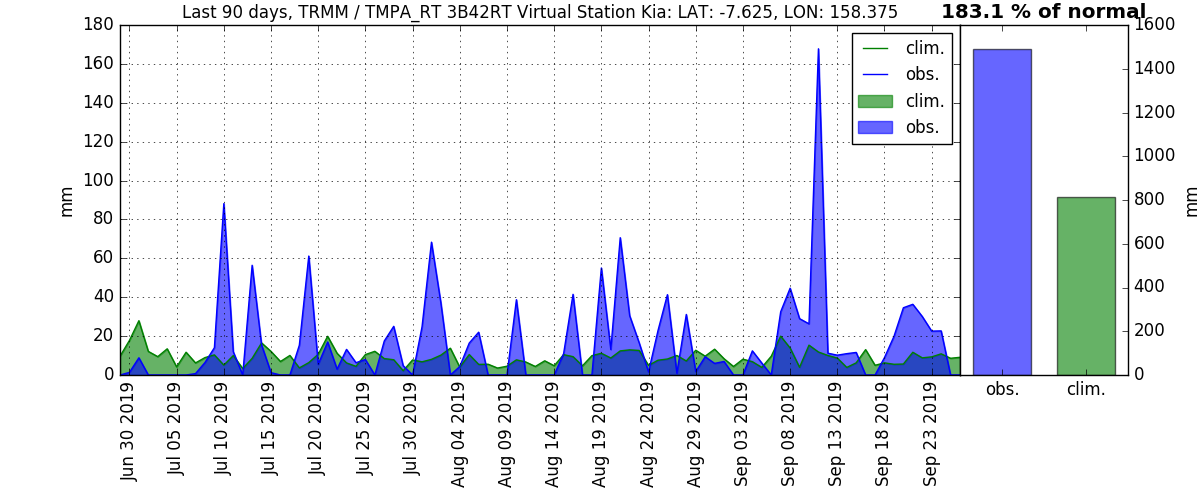 Last 90 days, TRMM / TMPA_RT 3B42RT Virtual Station Kia: LAT: -7.625, LON: 158.375
183.1 % of normal
180
160
140
120
100
80
60
40
20
0
mm
clim.
obs.
clim.
obs.
1600
1400
1200
1000
800
600
400
200
0
mm
Jun 30 2019
Jul 05 2019
Jul 10 2019
Jul 15 2019
Jul 20 2019
Jul 25 2019
Jul 30 2019
Aug 04 2019
Aug 09 2019
Aug 14 2019
Aug 19 2019
Aug 24 2019
Aug 29 2019
Sep 03 2019
Sep 08 2019
Sep 13 2019
Sep 18 2019
Sep 23 2019
obs.
clim.